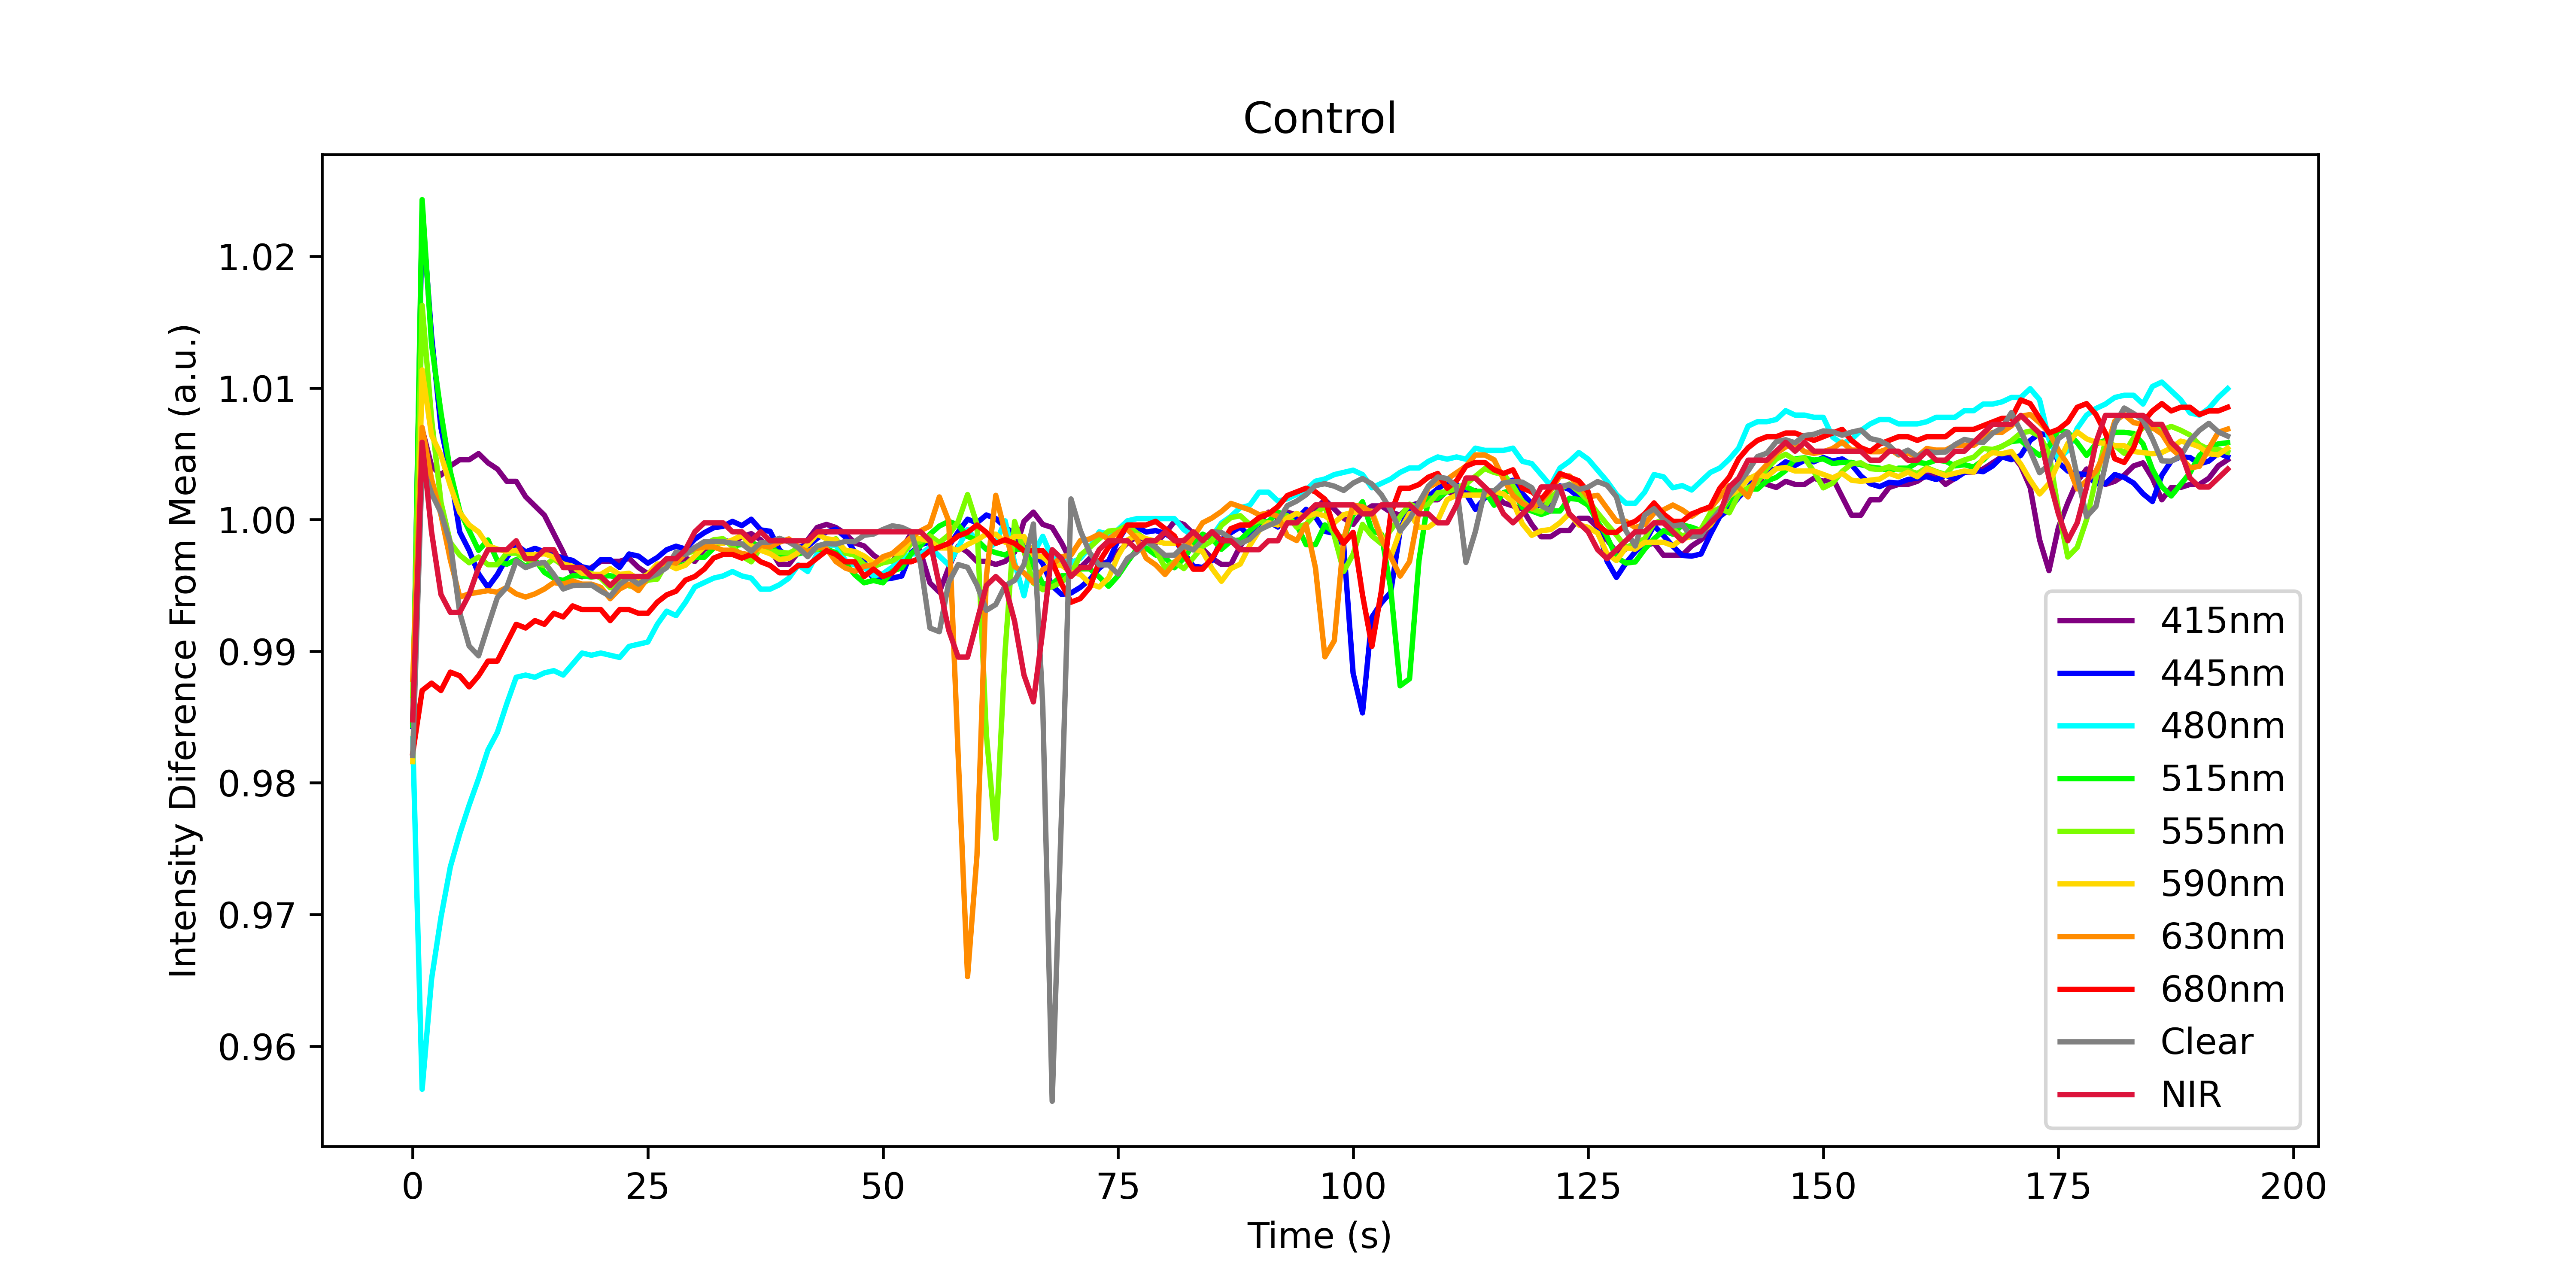 Control
Intensity Diference From Mean (a.u.)
1.02
1.01
1.00
0.99
0.98
0.97
0.96
0
25
50
75
100
125
150
175
200
Time (s)
415nm
445nm
480nm
515nm
555nm
590nm
630nm
680nm
Clear
NIR